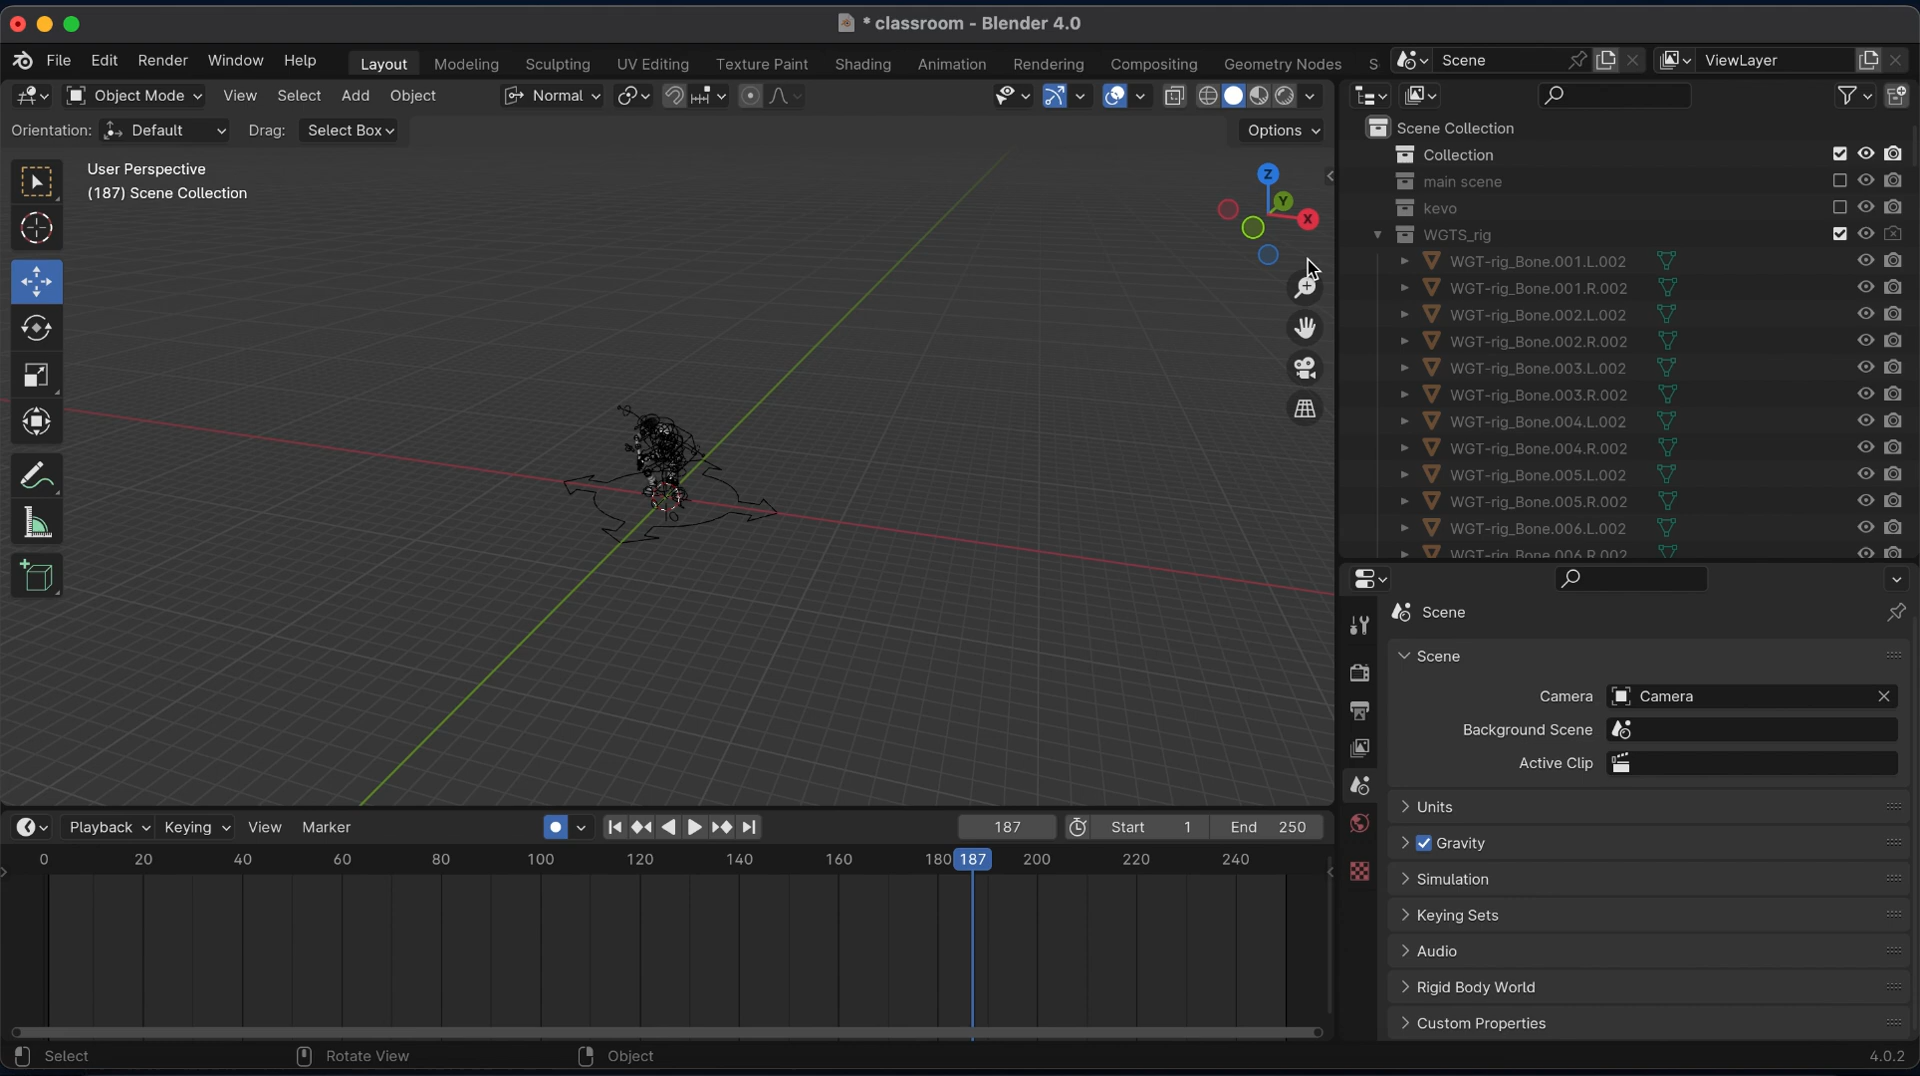 * classroom - Blender 4.0
File Edit Render Window Help Layout Modeling Sculpting UV Editing Texture Paint Shading Animation Rendering Compositing Geometry Nodes S Scene ViewLayer
Object Mode View Select Add Object Normal
Orientation: Default Drag: Select Box Options
User Perspective
(187) Scene Collection
Z
Y
X
Scene Collection
Collection
main scene
kevo
WGTS_rig
WGT-rig_Bone.001.L.002
WGT-rig_Bone.001.R.002
WGT-rig_Bone.002.L.002
WGT-rig_Bone.002.R.002
WGT-rig_Bone.003.L.002
WGT-rig_Bone.003.R.002
WGT-rig_Bone.004.L.002
WGT-rig_Bone.004.R.002
WGT-rig_Bone.005.L.002
WGT-rig_Bone.005.R.002
WGT-rig_Bone.006.L.002
WGT-rig_Bone.006.R.002
Scene
Scene
Camera Camera
Background Scene
Active Clip
Units
Gravity
Simulation
Keying Sets
Audio
Rigid Body World
Custom Properties
Playback Keying View Marker 187 Start 1 End 250
0 20 40 60 80 100 120 140 160 180 187 200 220 240
Select Rotate View Object 4.0.2